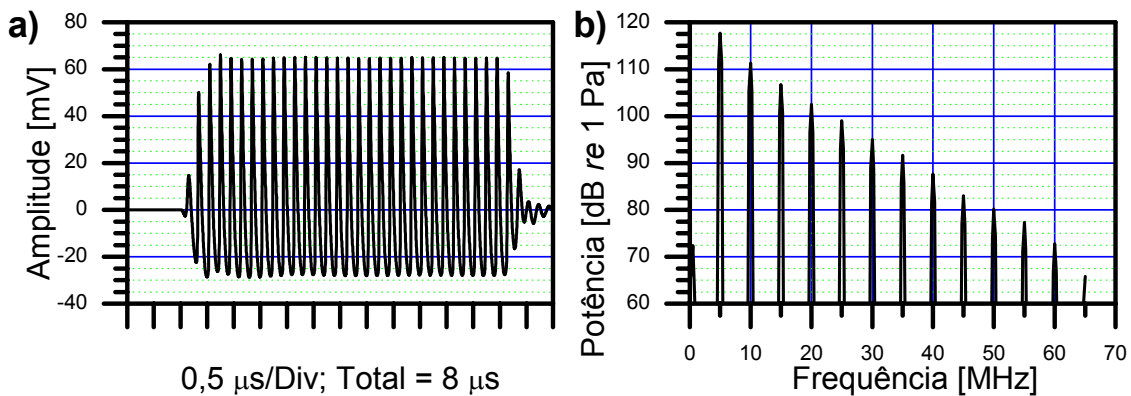 a)
Amplitude [mV]
80
60
40
20
0
-20
-40
0,5 μs/Div; Total = 8 μs
b)
Potência [dB re 1 Pa]
120
110
100
90
80
70
60
0 10 20 30 40 50 60 70
Frequência [MHz]